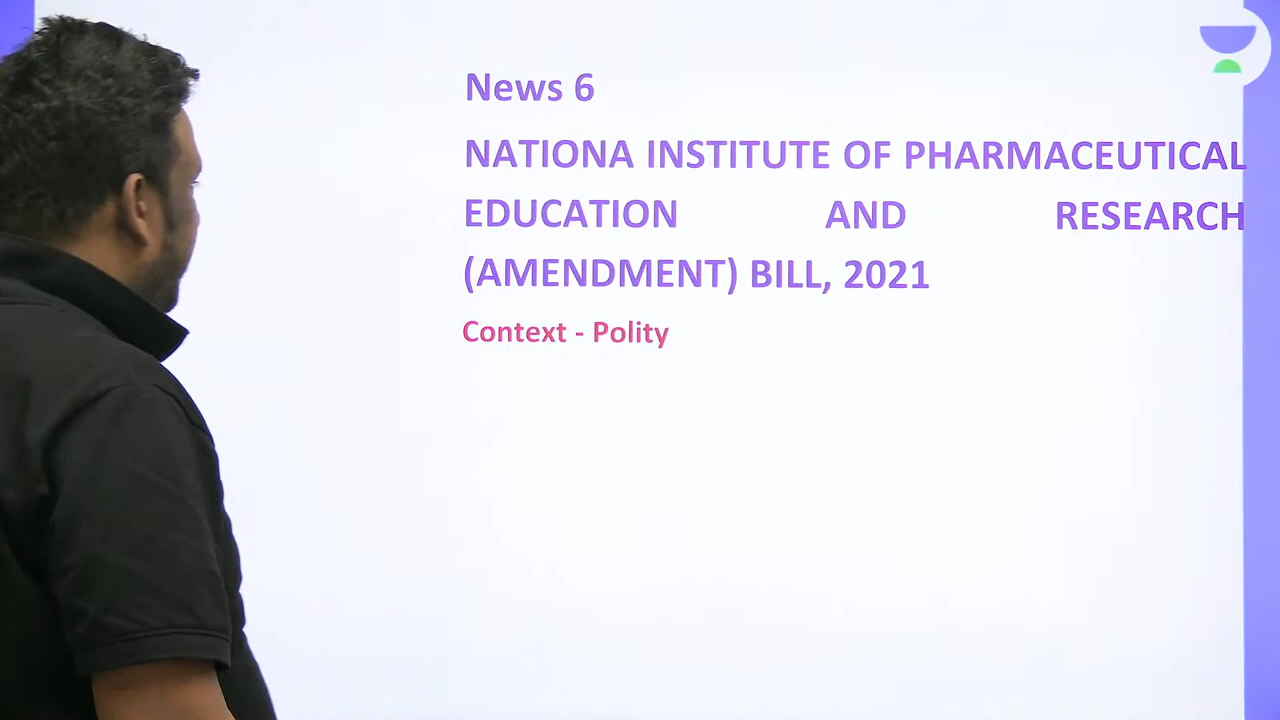 News 6
NATIONA INSTITUTE OF PHARMACEUTICAL
EDUCATION AND RESEARCH
(AMENDMENT) BILL, 2021
Context - Polity